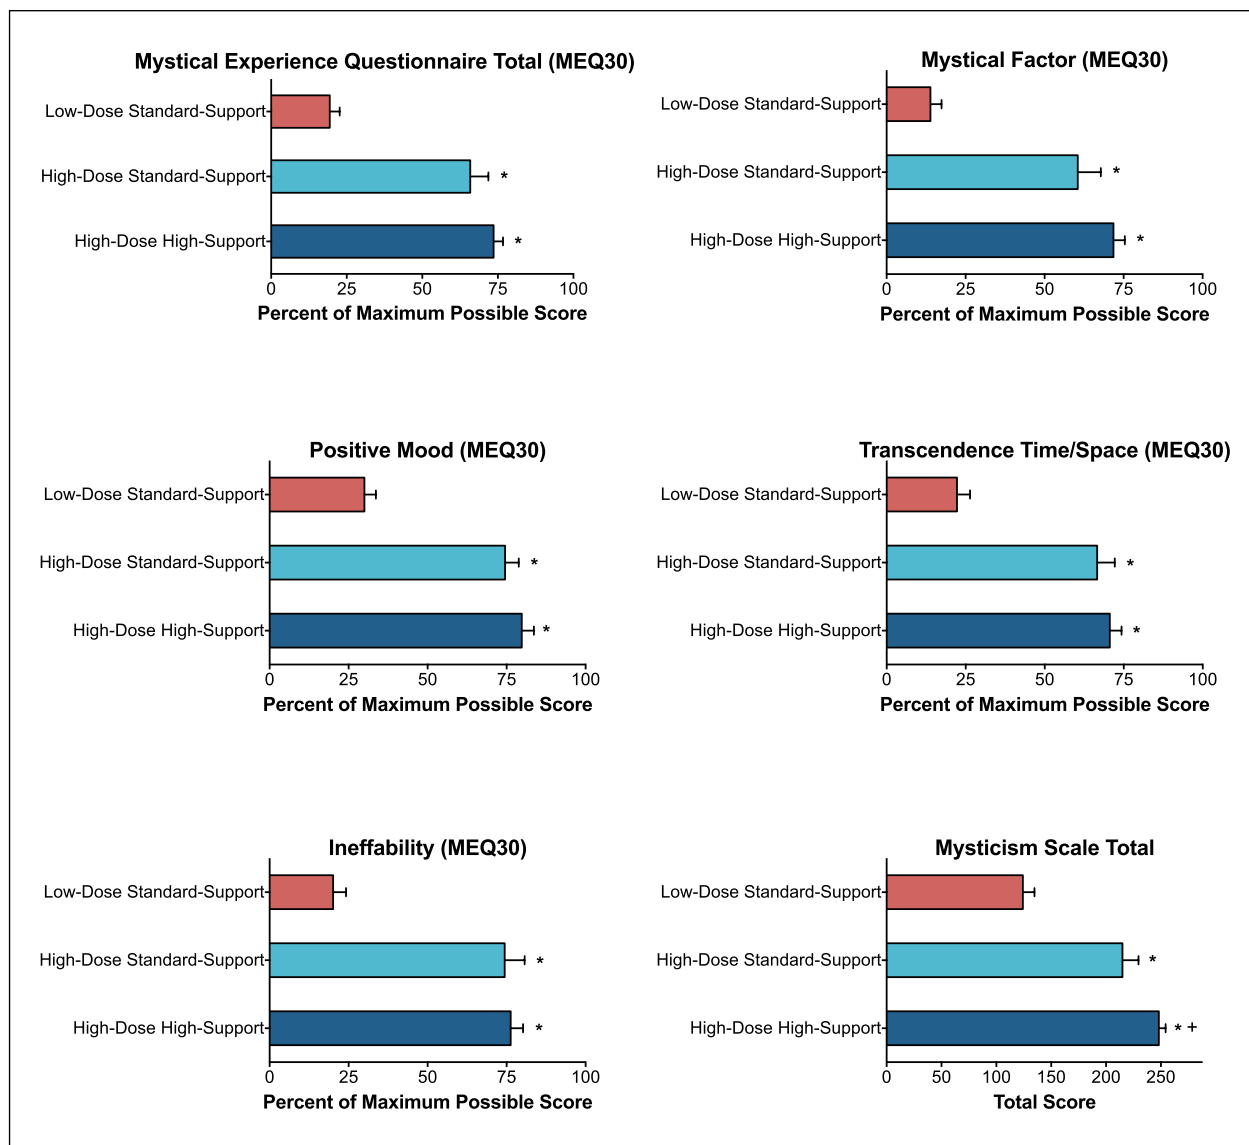 Mystical Experience Questionnaire Total (MEQ30)
Low-Dose Standard-Support
High-Dose Standard-Support
*
High-Dose High-Support
*
0 25 50 75 100
Percent of Maximum Possible Score
Mystical Factor (MEQ30)
Low-Dose Standard-Support
High-Dose Standard-Support
*
High-Dose High-Support
*
0 25 50 75 100
Percent of Maximum Possible Score
Positive Mood (MEQ30)
Low-Dose Standard-Support
High-Dose Standard-Support
*
High-Dose High-Support
*
0 25 50 75 100
Percent of Maximum Possible Score
Transcendence Time/Space (MEQ30)
Low-Dose Standard-Support
High-Dose Standard-Support
*
High-Dose High-Support
*
0 25 50 75 100
Percent of Maximum Possible Score
Ineffability (MEQ30)
Low-Dose Standard-Support
High-Dose Standard-Support
*
High-Dose High-Support
*
0 25 50 75 100
Percent of Maximum Possible Score
Mysticism Scale Total
Low-Dose Standard-Support
High-Dose Standard-Support
*
High-Dose High-Support
* +
0 50 100 150 200 250
Total Score